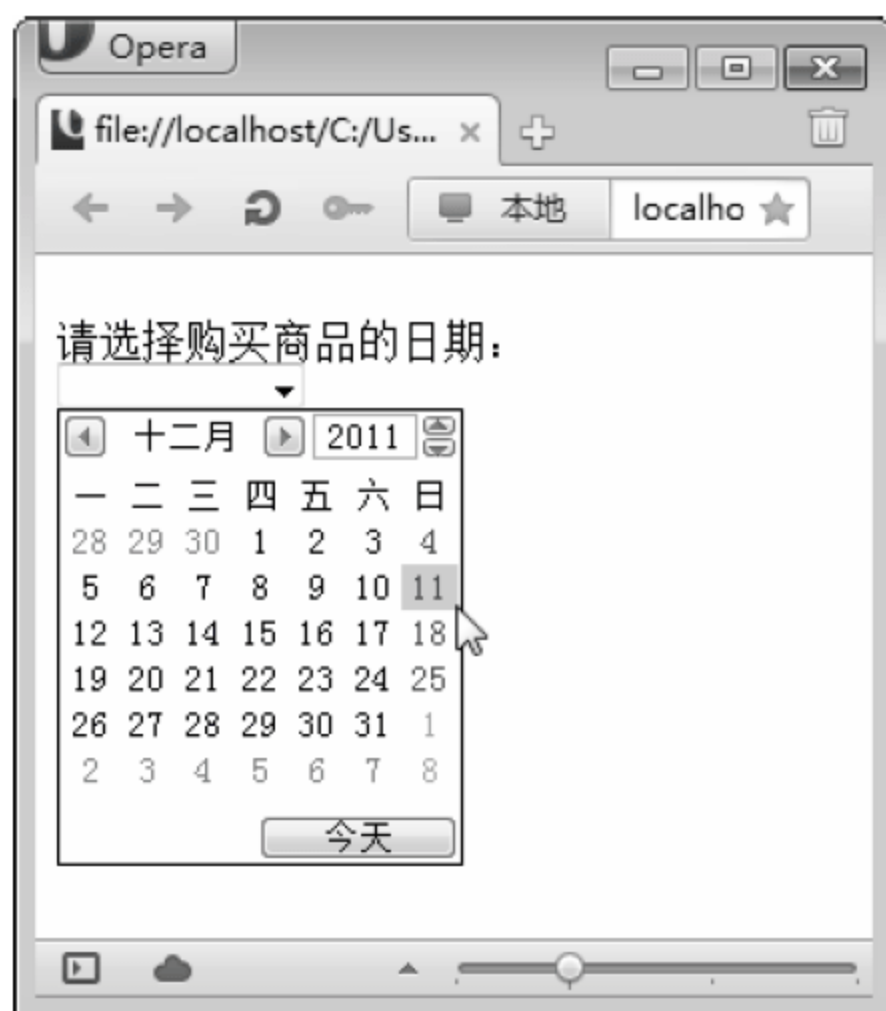 Opera
file://localhost/C:/Us...
本地 localho
请选择购买商品的日期：
十二月 2011
一 二 三 四 五 六 日
28 29 30 1 2 3 4
5 6 7 8 9 10 11
12 13 14 15 16 17 18
19 20 21 22 23 24 25
26 27 28 29 30 31 1
2 3 4 5 6 7 8
今天